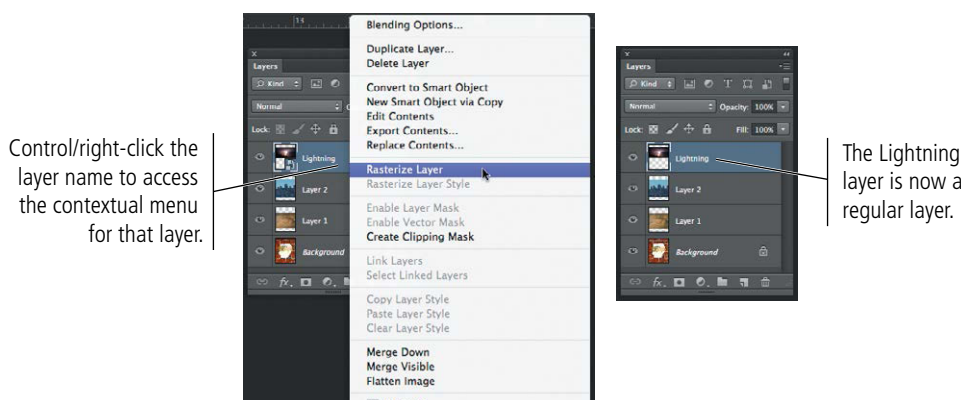 Control/right-click the
layer name to access
the contextual menu
for that layer.
13
Layers
Kind
Normal
Lock:
Lightning
Layer 2
Layer 1
Background
fx.
Blending Options...
Duplicate Layer...
Delete Layer
Convert to Smart Object
New Smart Object via Copy
Edit Contents
Export Contents...
Replace Contents...
Rasterize Layer
Rasterize Layer Style
Enable Layer Mask
Enable Vector Mask
Create Clipping Mask
Link Layers
Select Linked Layers
Copy Layer Style
Paste Layer Style
Clear Layer Style
Merge Down
Merge Visible
Flatten Image
Layers
Kind
Normal Opacity: 100%
Lock: Fill: 100%
Lightning
Layer 2
Layer 1
Background
fx.
The Lightning
layer is now a
regular layer.